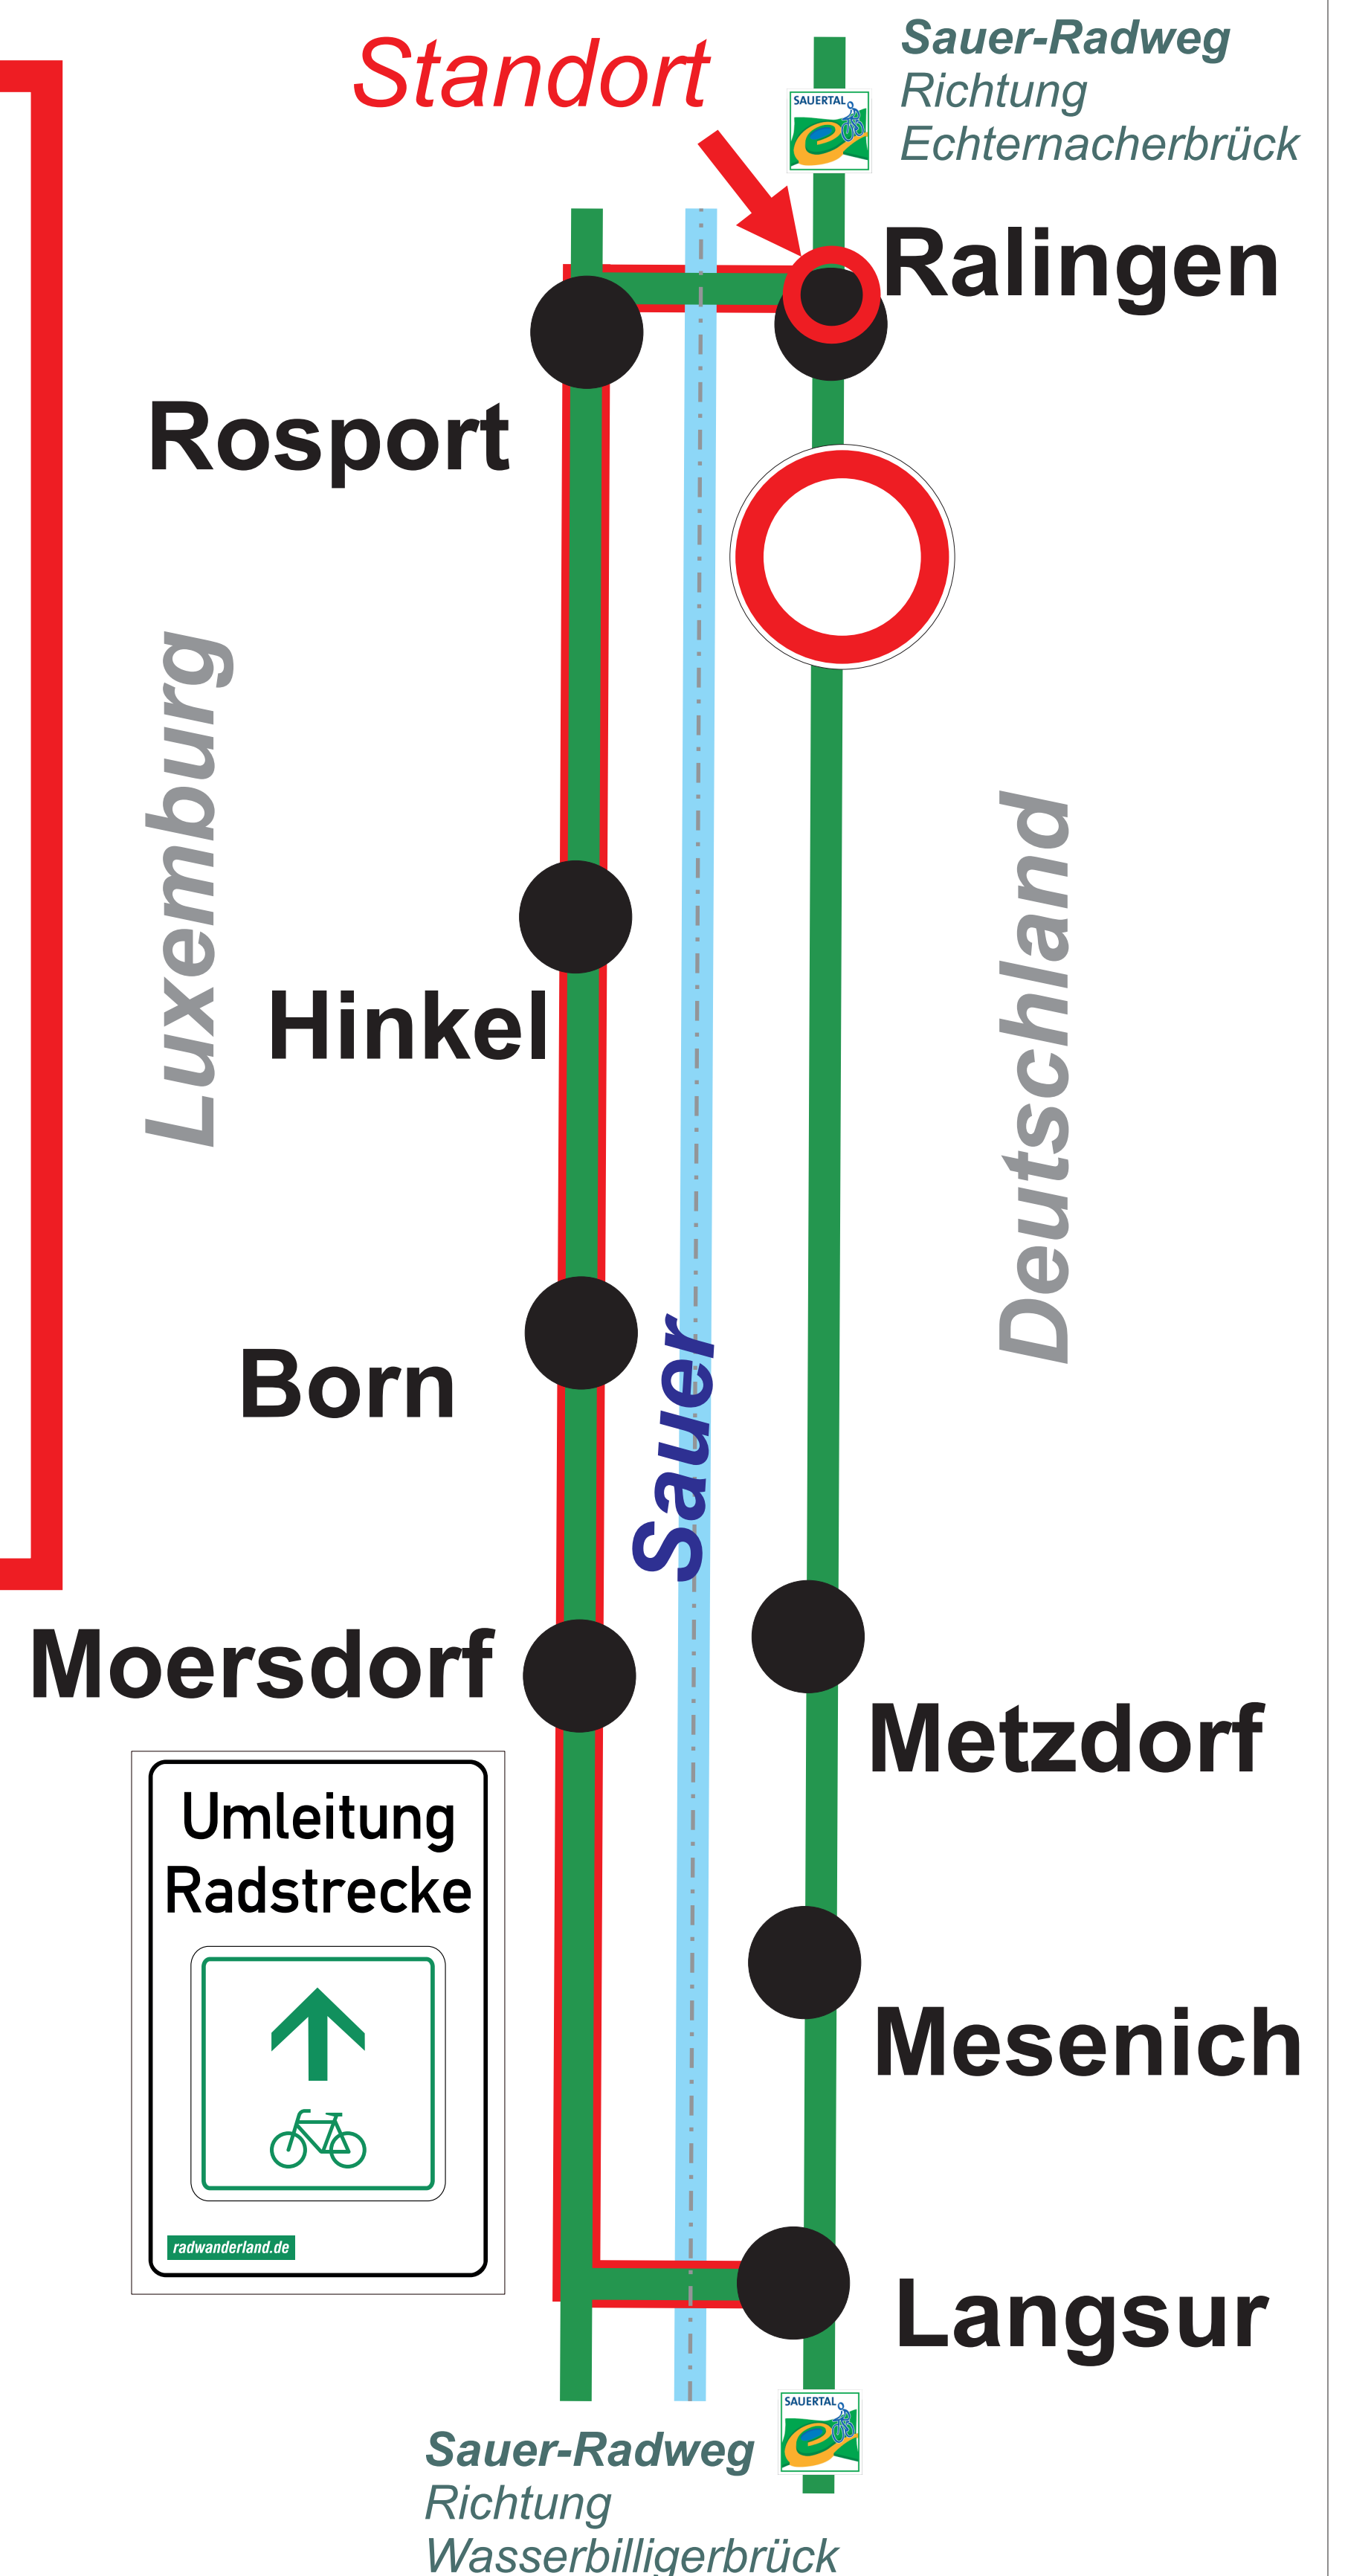 Standort
Sauer-Radweg
Richtung
Echternacherbrück
SAUERTAL
Ralingen
Rosport
Luxemburg
Deutschland
Hinkel
Born
Sauer
Moersdorf
Metzdorf
Umleitung
Radstrecke
radwanderland.de
Mesenich
Langsur
SAUERTAL
Sauer-Radweg
Richtung
Wasserbilligerbrück